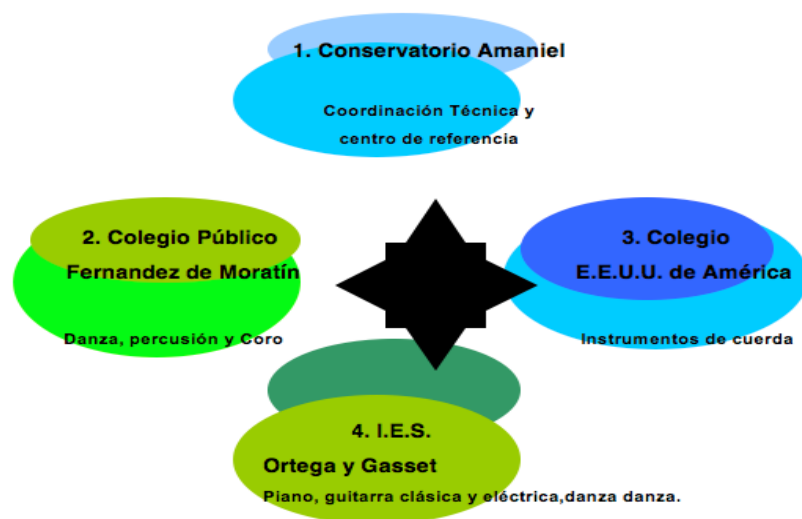 1. Conservatorio Amaniel
Coordinación Técnica y
centro de referencia
2. Colegio Público
Fernandez de Moratín
Danza, percusión y Coro
3. Colegio
E.E.U.U. de América
Instrumentos de cuerda
4. I.E.S.
Ortega y Gasset
Piano, guitarra clásica y eléctrica,danza danza.